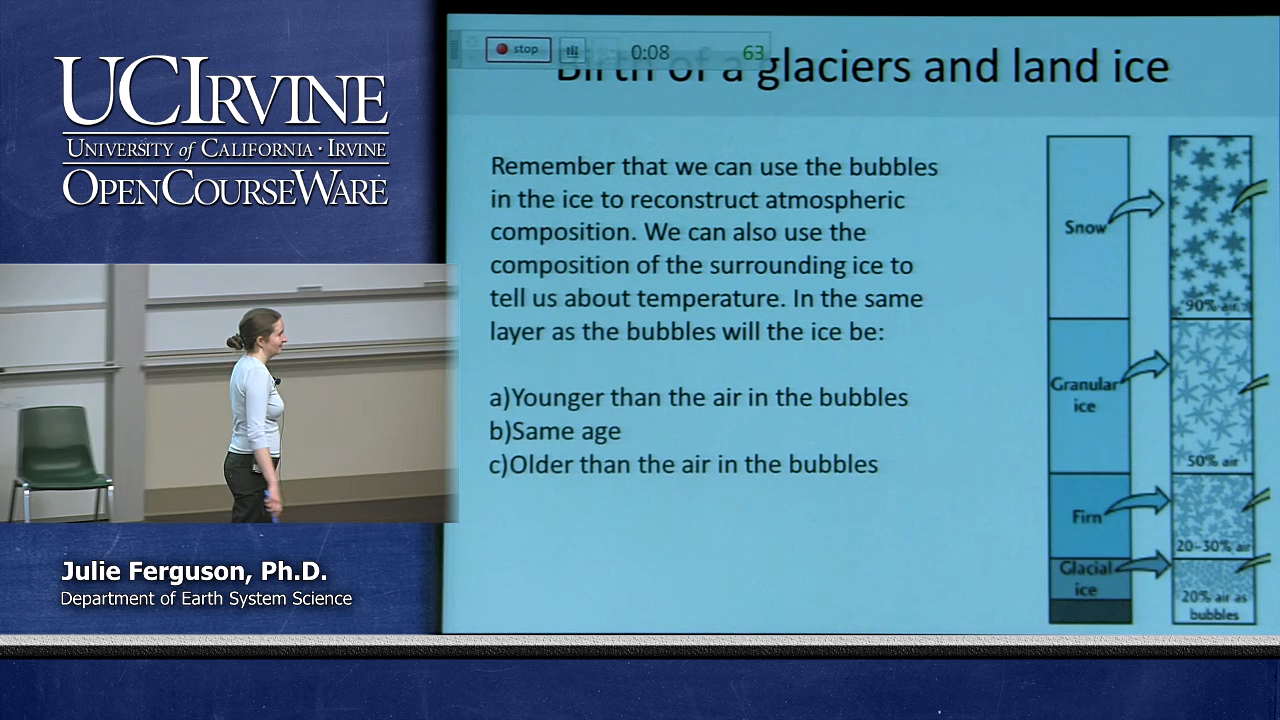 UCIRVINE
UNIVERSITY of CALIFORNIA · IRVINE
OPENCOURSEWARE
stop
0:08
63
Birth of a glaciers and land ice
Remember that we can use the bubbles
in the ice to reconstruct atmospheric
composition. We can also use the
composition of the surrounding ice to
tell us about temperature. In the same
layer as the bubbles will the ice be:
a)Younger than the air in the bubbles
b)Same age
c)Older than the air in the bubbles
Snow
90% air
Granular
ice
50% air
Firn
20-30% air
Glacial
ice
20% air as
bubbles
Julie Ferguson, Ph.D.
Department of Earth System Science